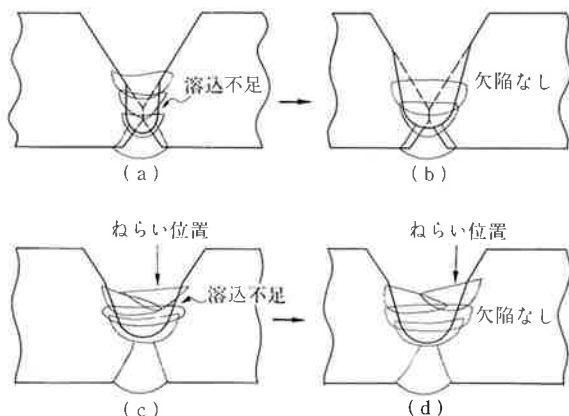 溶込不足
欠陥なし
(a)
(b)
ねらい位置
ねらい位置
溶込不足
欠陥なし
(c)
(d)